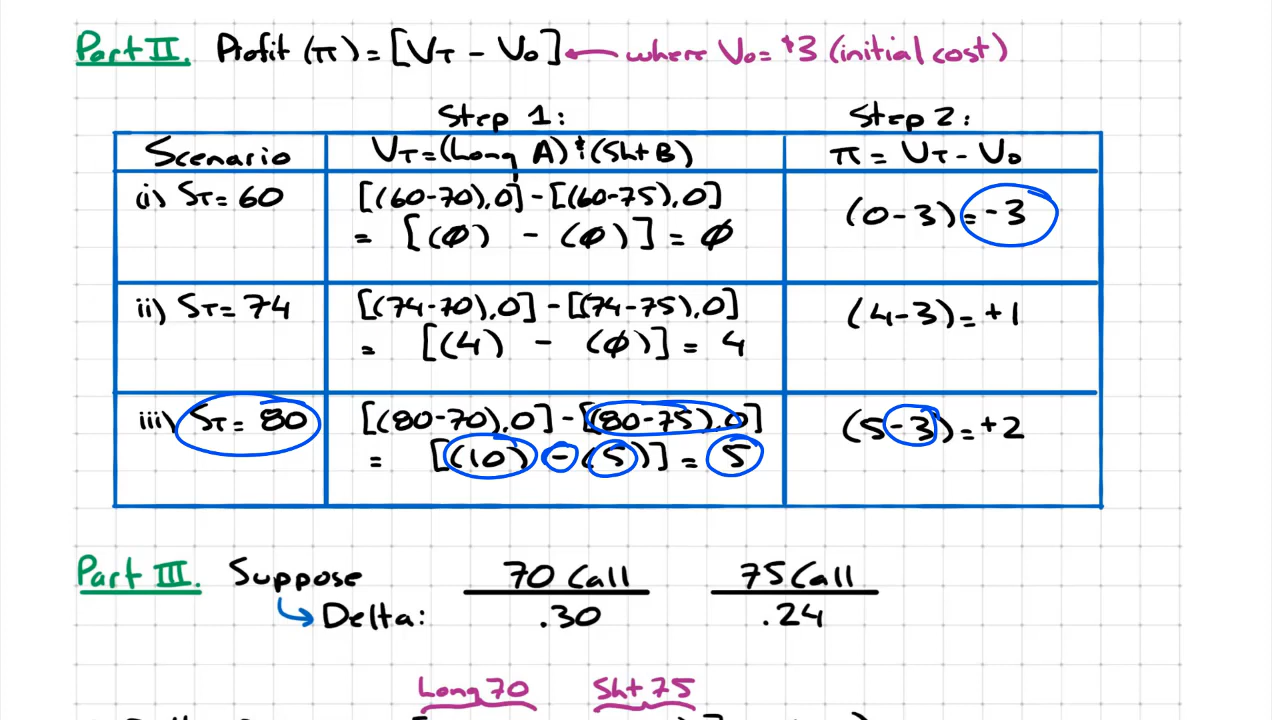 Part II. Profit (π) = [VT - V0] ← where V0 = $3 (initial cost)
Step 1: Step 2:
Scenario VT = (Long A) & (Sht B) π = VT - V0
(i) ST = 60 [(60-70),0] - [(60-75),0] (0-3) = -3
= [(∅) - (∅)] = ∅
ii) ST = 74 [(74-70),0] - [(74-75),0] (4-3) = +1
= [(4) - (∅)] = 4
iii) ST = 80 [(80-70),0] - [(80-75),0] (5-3) = +2
= [(10) - (5)] = 5
Part III. Suppose 70 Call 75 Call
↳ Delta: .30 .24
Long 70 Sht 75